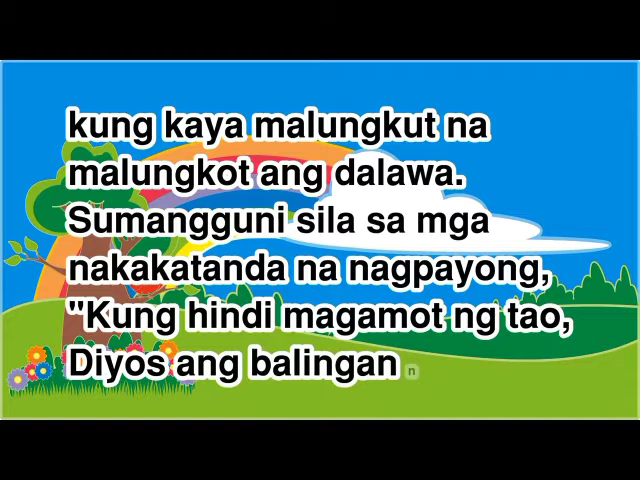 kung kaya malungkut na
malungkot ang dalawa.
Sumangguni sila sa mga
nakakatanda na nagpayong,
"Kung hindi magamot ng tao,
Diyos ang balingan n